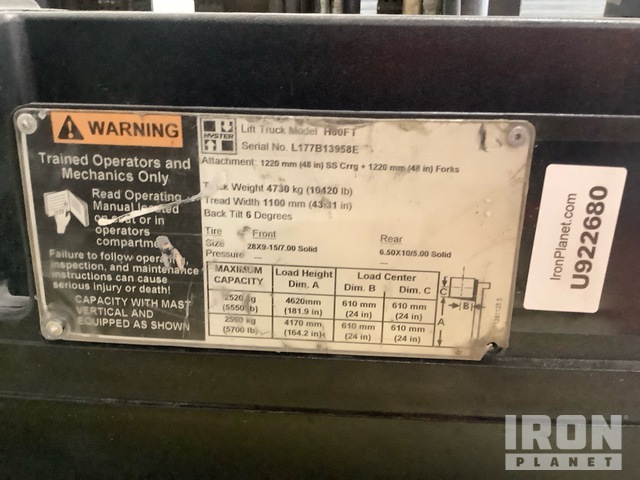 WARNING
Trained Operators and
Mechanics Only
Read Operating
Manual located
on seat or in
operators
compartment.
Failure to follow operator
inspection, and maintenance
instructions can cause
serious injury or death!
CAPACITY WITH MAST
VERTICAL AND
EQUIPPED AS SHOWN
HYSTER
Lift Truck Model H60FT
Serial No. L177B13958E
Attachment: 1220 mm (48 in) SS Crrg + 1220 mm (48 in) Forks
Truck Weight 4730 kg (10420 lb)
Tread Width 1100 mm (43.31 in)
Back Tilt 6 Degrees
Tire Front Rear
Size 28X9-15/7.00 Solid 6.50X10/5.00 Solid
Pressure — —
MAXIMUM CAPACITY Load Height Dim. A Load Center Dim. B Dim. C
2520 kg (5550 lb) 4620mm (181.9 in) 610 mm (24 in) 610 mm (24 in)
2590 kg (5700 lb) 4170 mm (164.2 in) 610 mm (24 in) 610 mm (24 in)
C
B
A
IronPlanet.com
U922680
IRON
PLANET